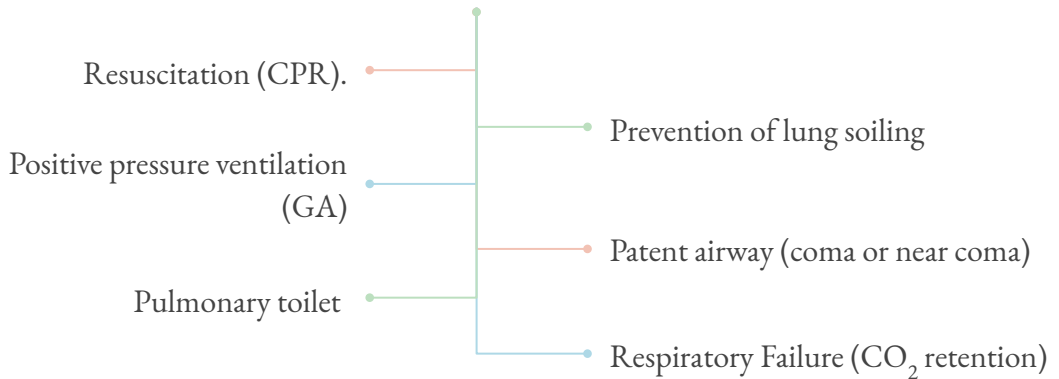 Resuscitation (CPR).
Prevention of lung soiling
Positive pressure ventilation
(GA)
Patent airway (coma or near coma)
Pulmonary toilet
Respiratory Failure (CO₂ retention)